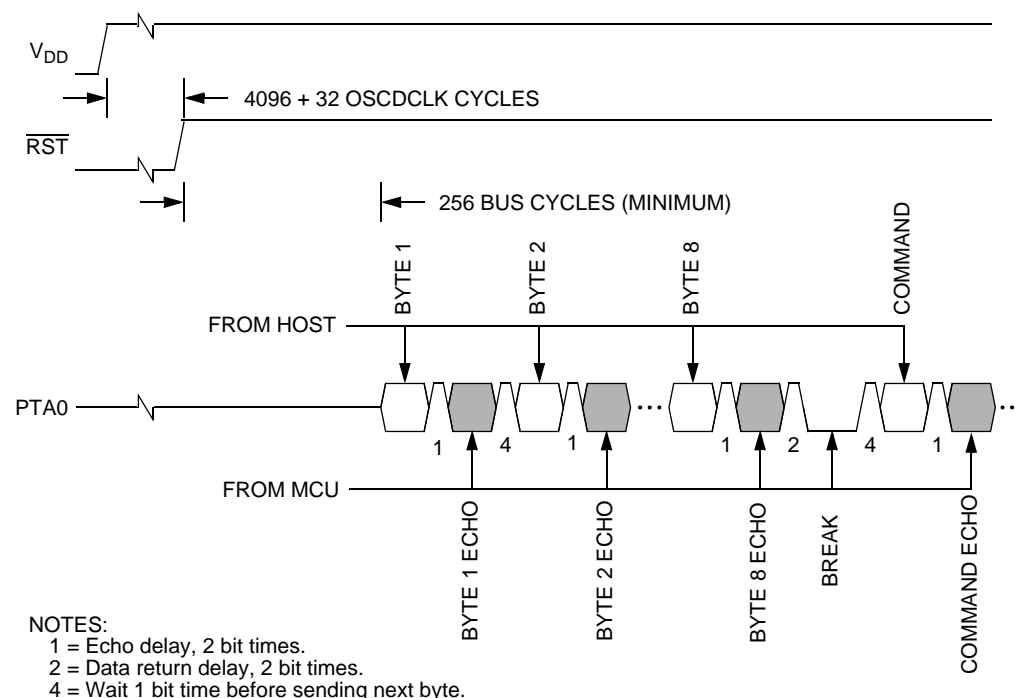 VDD
4096 + 32 OSCDCLK CYCLES
RST
256 BUS CYCLES (MINIMUM)
BYTE 1
BYTE 2
BYTE 8
COMMAND
FROM HOST
PTA0
1
4
1
1
2
4
1
FROM MCU
BYTE 1 ECHO
BYTE 2 ECHO
BYTE 8 ECHO
BREAK
COMMAND ECHO
NOTES:
1 = Echo delay, 2 bit times.
2 = Data return delay, 2 bit times.
4 = Wait 1 bit time before sending next byte.